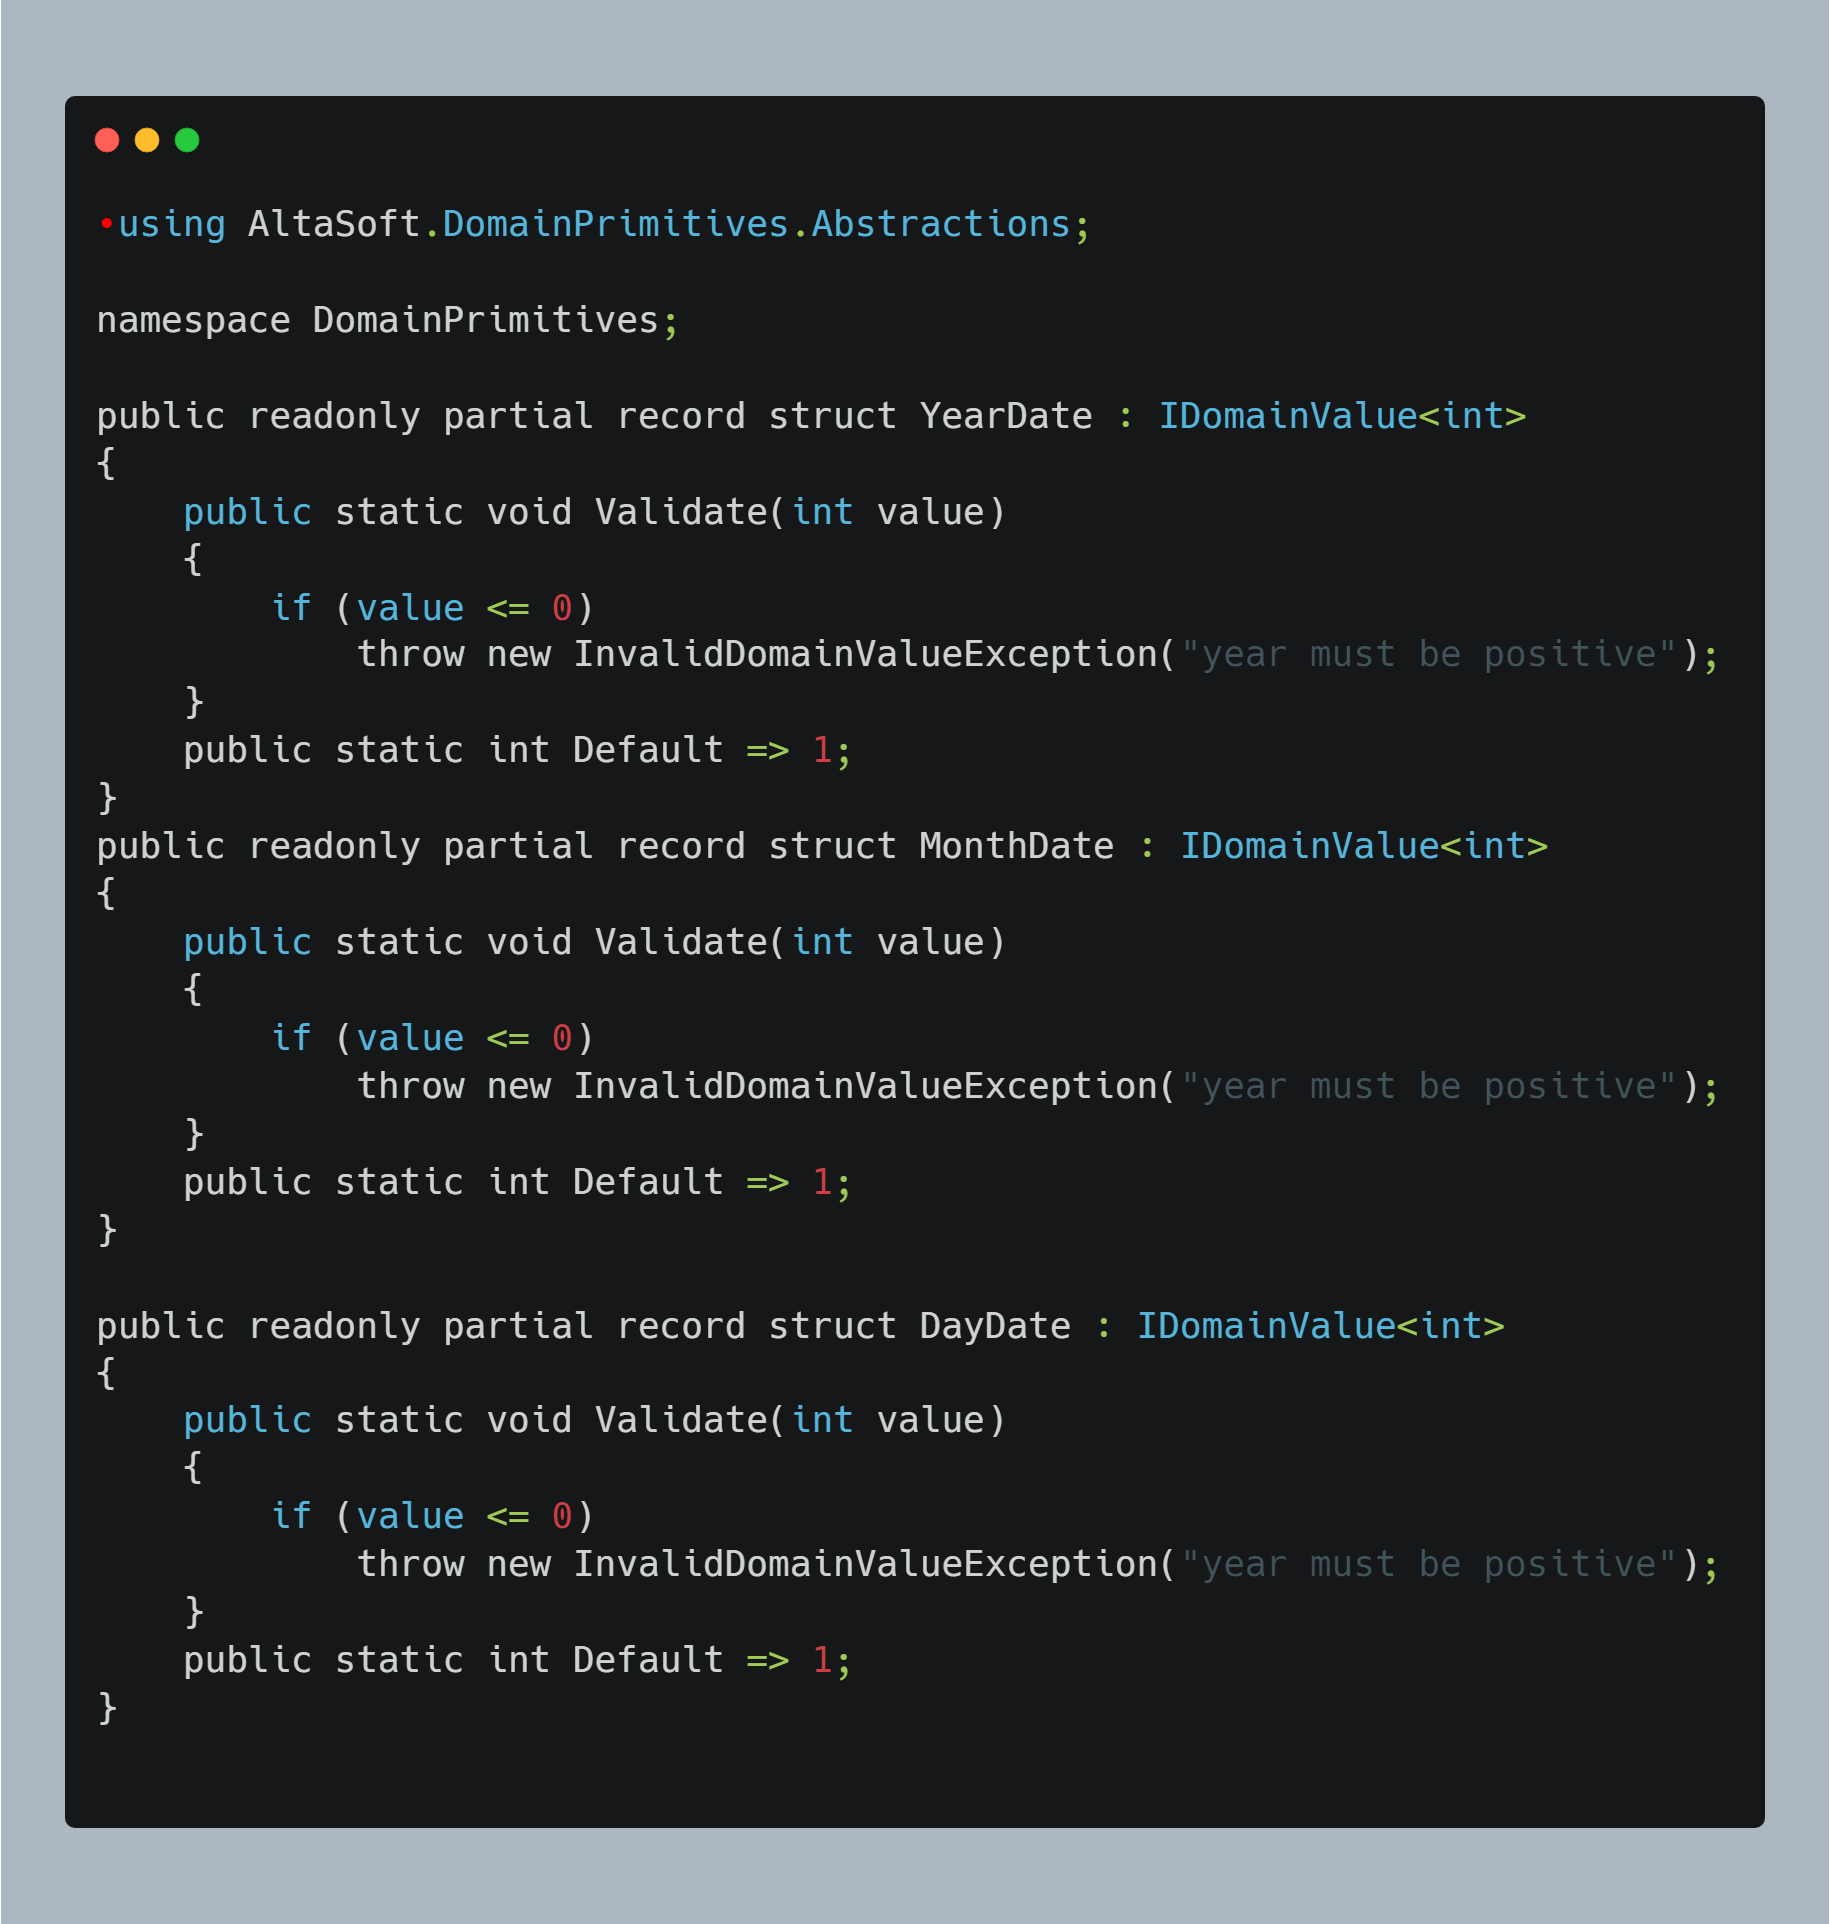 •using AltaSoft.DomainPrimitives.Abstractions;
namespace DomainPrimitives;
public readonly partial record struct YearDate : IDomainValue<int>
{
    public static void Validate(int value)
    {
        if (value <= 0)
            throw new InvalidDomainValueException("year must be positive");
    }
    public static int Default => 1;
}
public readonly partial record struct MonthDate : IDomainValue<int>
{
    public static void Validate(int value)
    {
        if (value <= 0)
            throw new InvalidDomainValueException("year must be positive");
    }
    public static int Default => 1;
}
public readonly partial record struct DayDate : IDomainValue<int>
{
    public static void Validate(int value)
    {
        if (value <= 0)
            throw new InvalidDomainValueException("year must be positive");
    }
    public static int Default => 1;
}